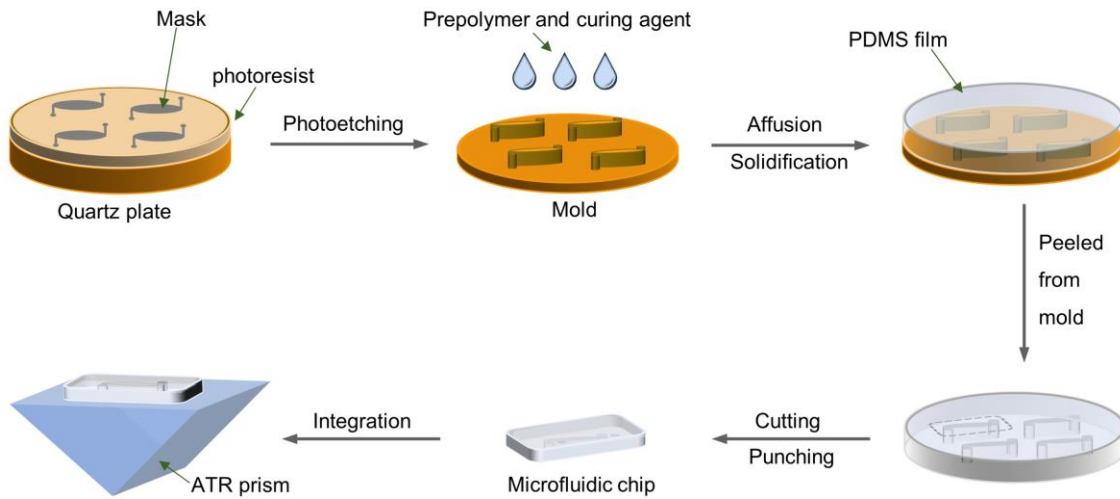 Mask
photoresist
Quartz plate
Photoetching
Prepolymer and curing agent
Mold
Affusion
Solidification
PDMS film
Peeled
from
mold
Cutting
Punching
Microfluidic chip
Integration
ATR prism